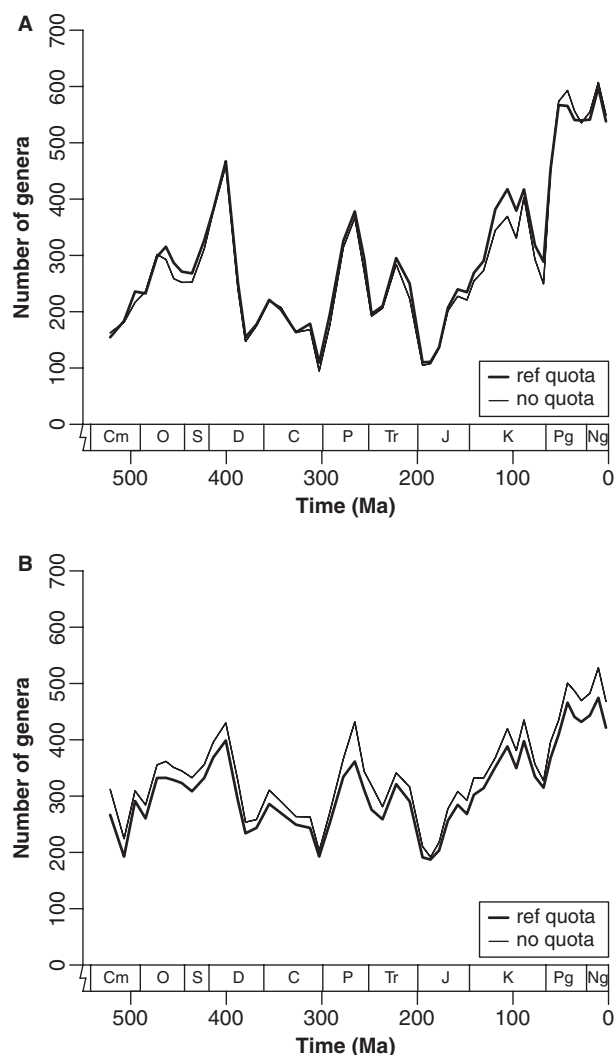 A
700
600
500
400
300
200
100
0
Number of genera
ref quota
no quota
Cm O S D C P Tr J K Pg Ng
500 400 300 200 100 0
Time (Ma)
B
700
600
500
400
300
200
100
0
Number of genera
ref quota
no quota
Cm O S D C P Tr J K Pg Ng
500 400 300 200 100 0
Time (Ma)